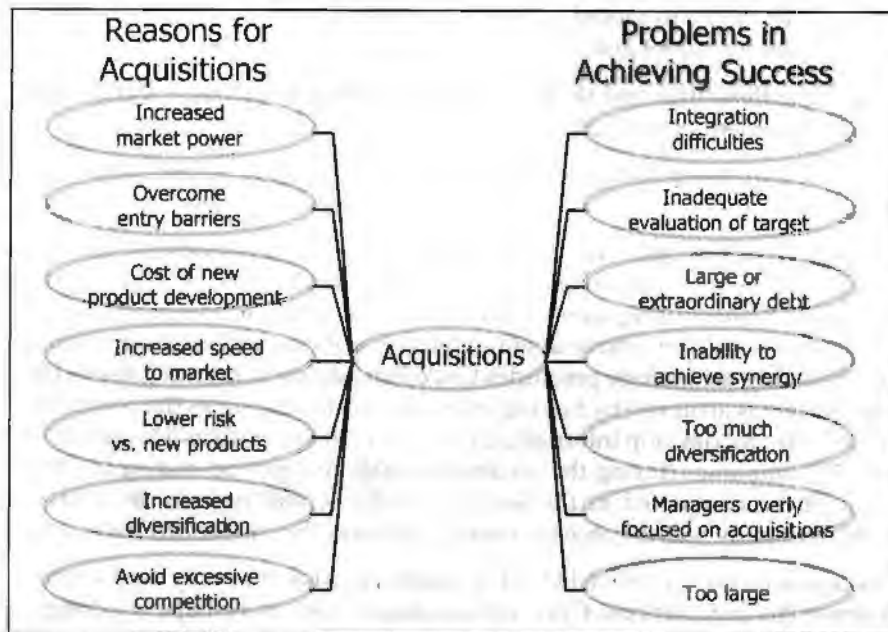 Reasons for
Acquisitions
Increased
market power
Overcome
entry barriers
Cost of new
product development
Increased speed
to market
Lower risk
vs. new products
Increased
diversification
Avoid excessive
competition
Acquisitions
Problems in
Achieving Success
Integration
difficulties
Inadequate
evaluation of target
Large or
extraordinary debt
Inability to
achieve synergy
Too much
diversification
Managers overly
focused on acquisitions
Too large